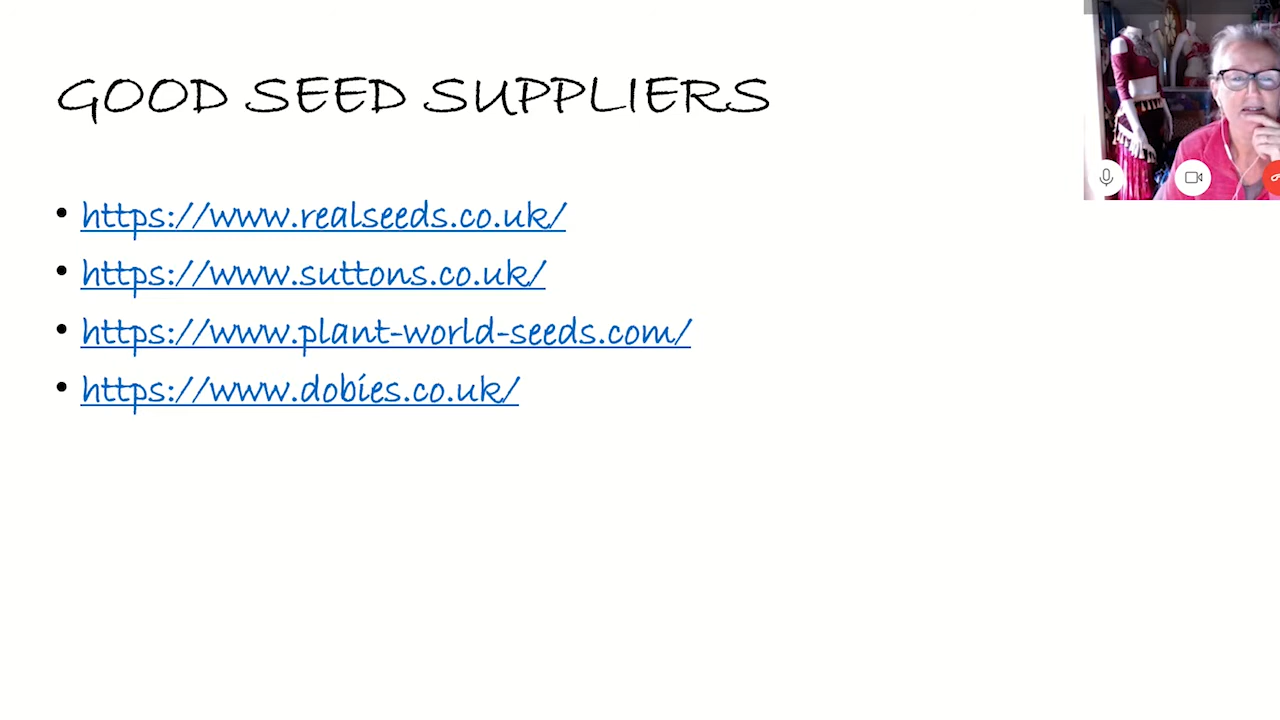 GOOD SEED SUPPLIERS
• https://www.realseeds.co.uk/
• https://www.suttons.co.uk/
• https://www.plant-world-seeds.com/
• https://www.dobies.co.uk/